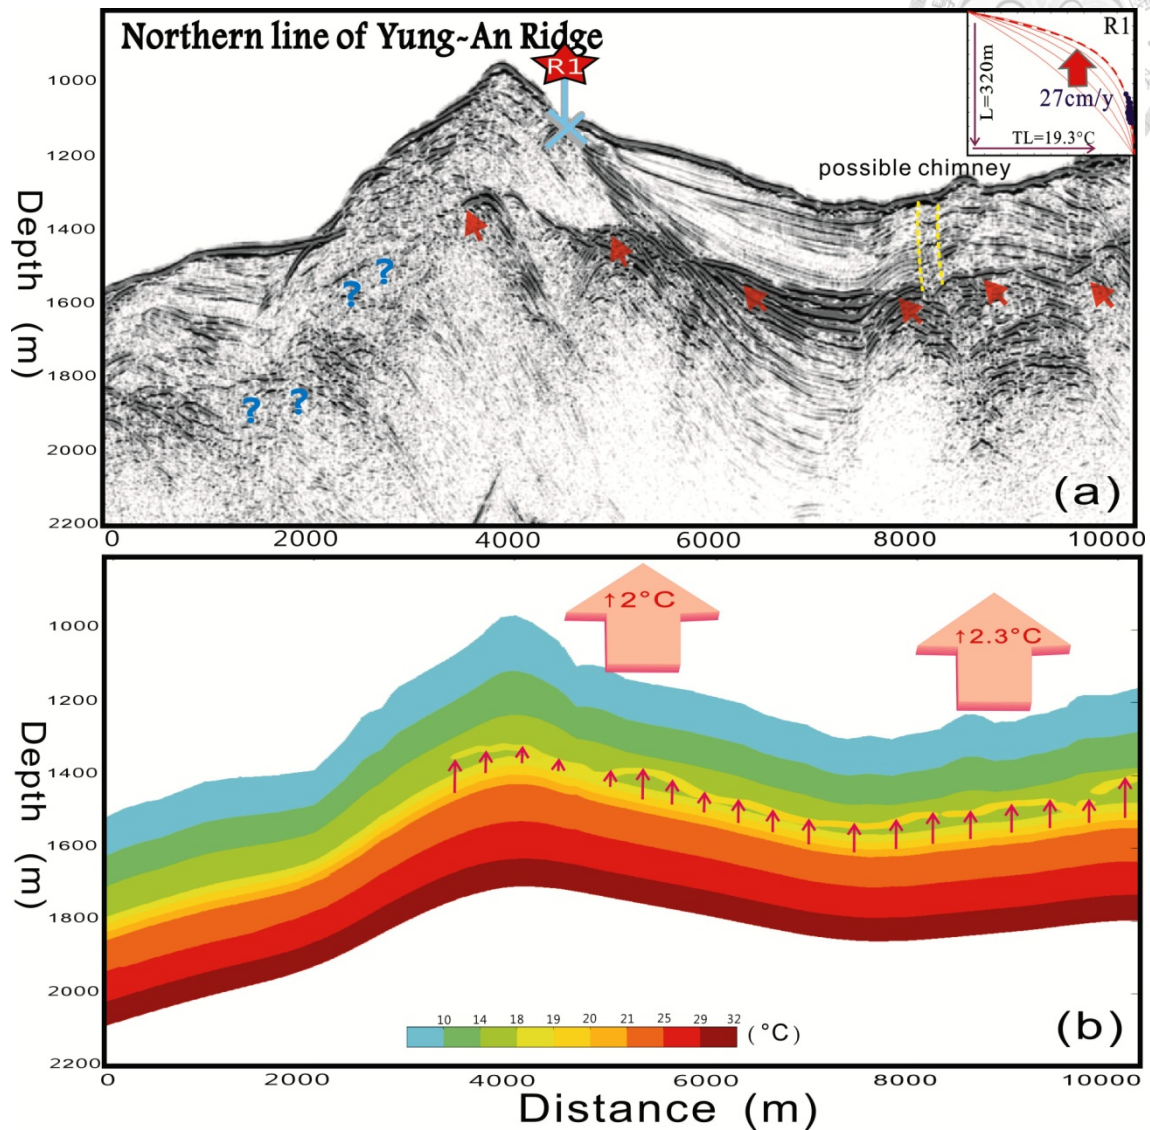 Northern line of Yung-An Ridge
R1
R1
L=320m
27cm/y
TL=19.3°C
possible chimney
Depth (m)
1000
1200
1400
1600
1800
2000
2200
? ?
? ?
(a)
0 2000 4000 6000 8000 10000
↑2°C
↑2.3°C
Depth (m)
1000
1200
1400
1600
1800
2000
2200
10 14 18 19 20 21 25 29 32 (°C)
(b)
0 2000 4000 6000 8000 10000
Distance (m)